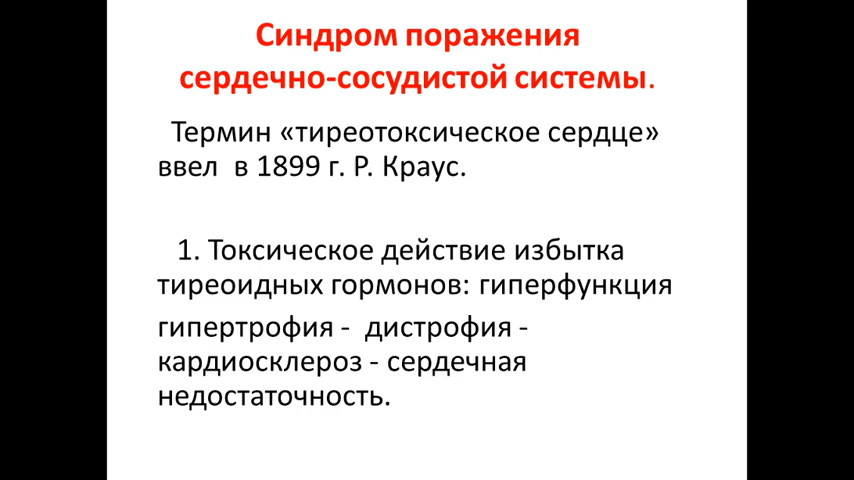 Синдром поражения
сердечно-сосудистой системы.
Термин «тиреотоксическое сердце»
ввел в 1899 г. Р. Краус.
1. Токсическое действие избытка
тиреоидных гормонов: гиперфункция
гипертрофия - дистрофия -
кардиосклероз - сердечная
недостаточность.